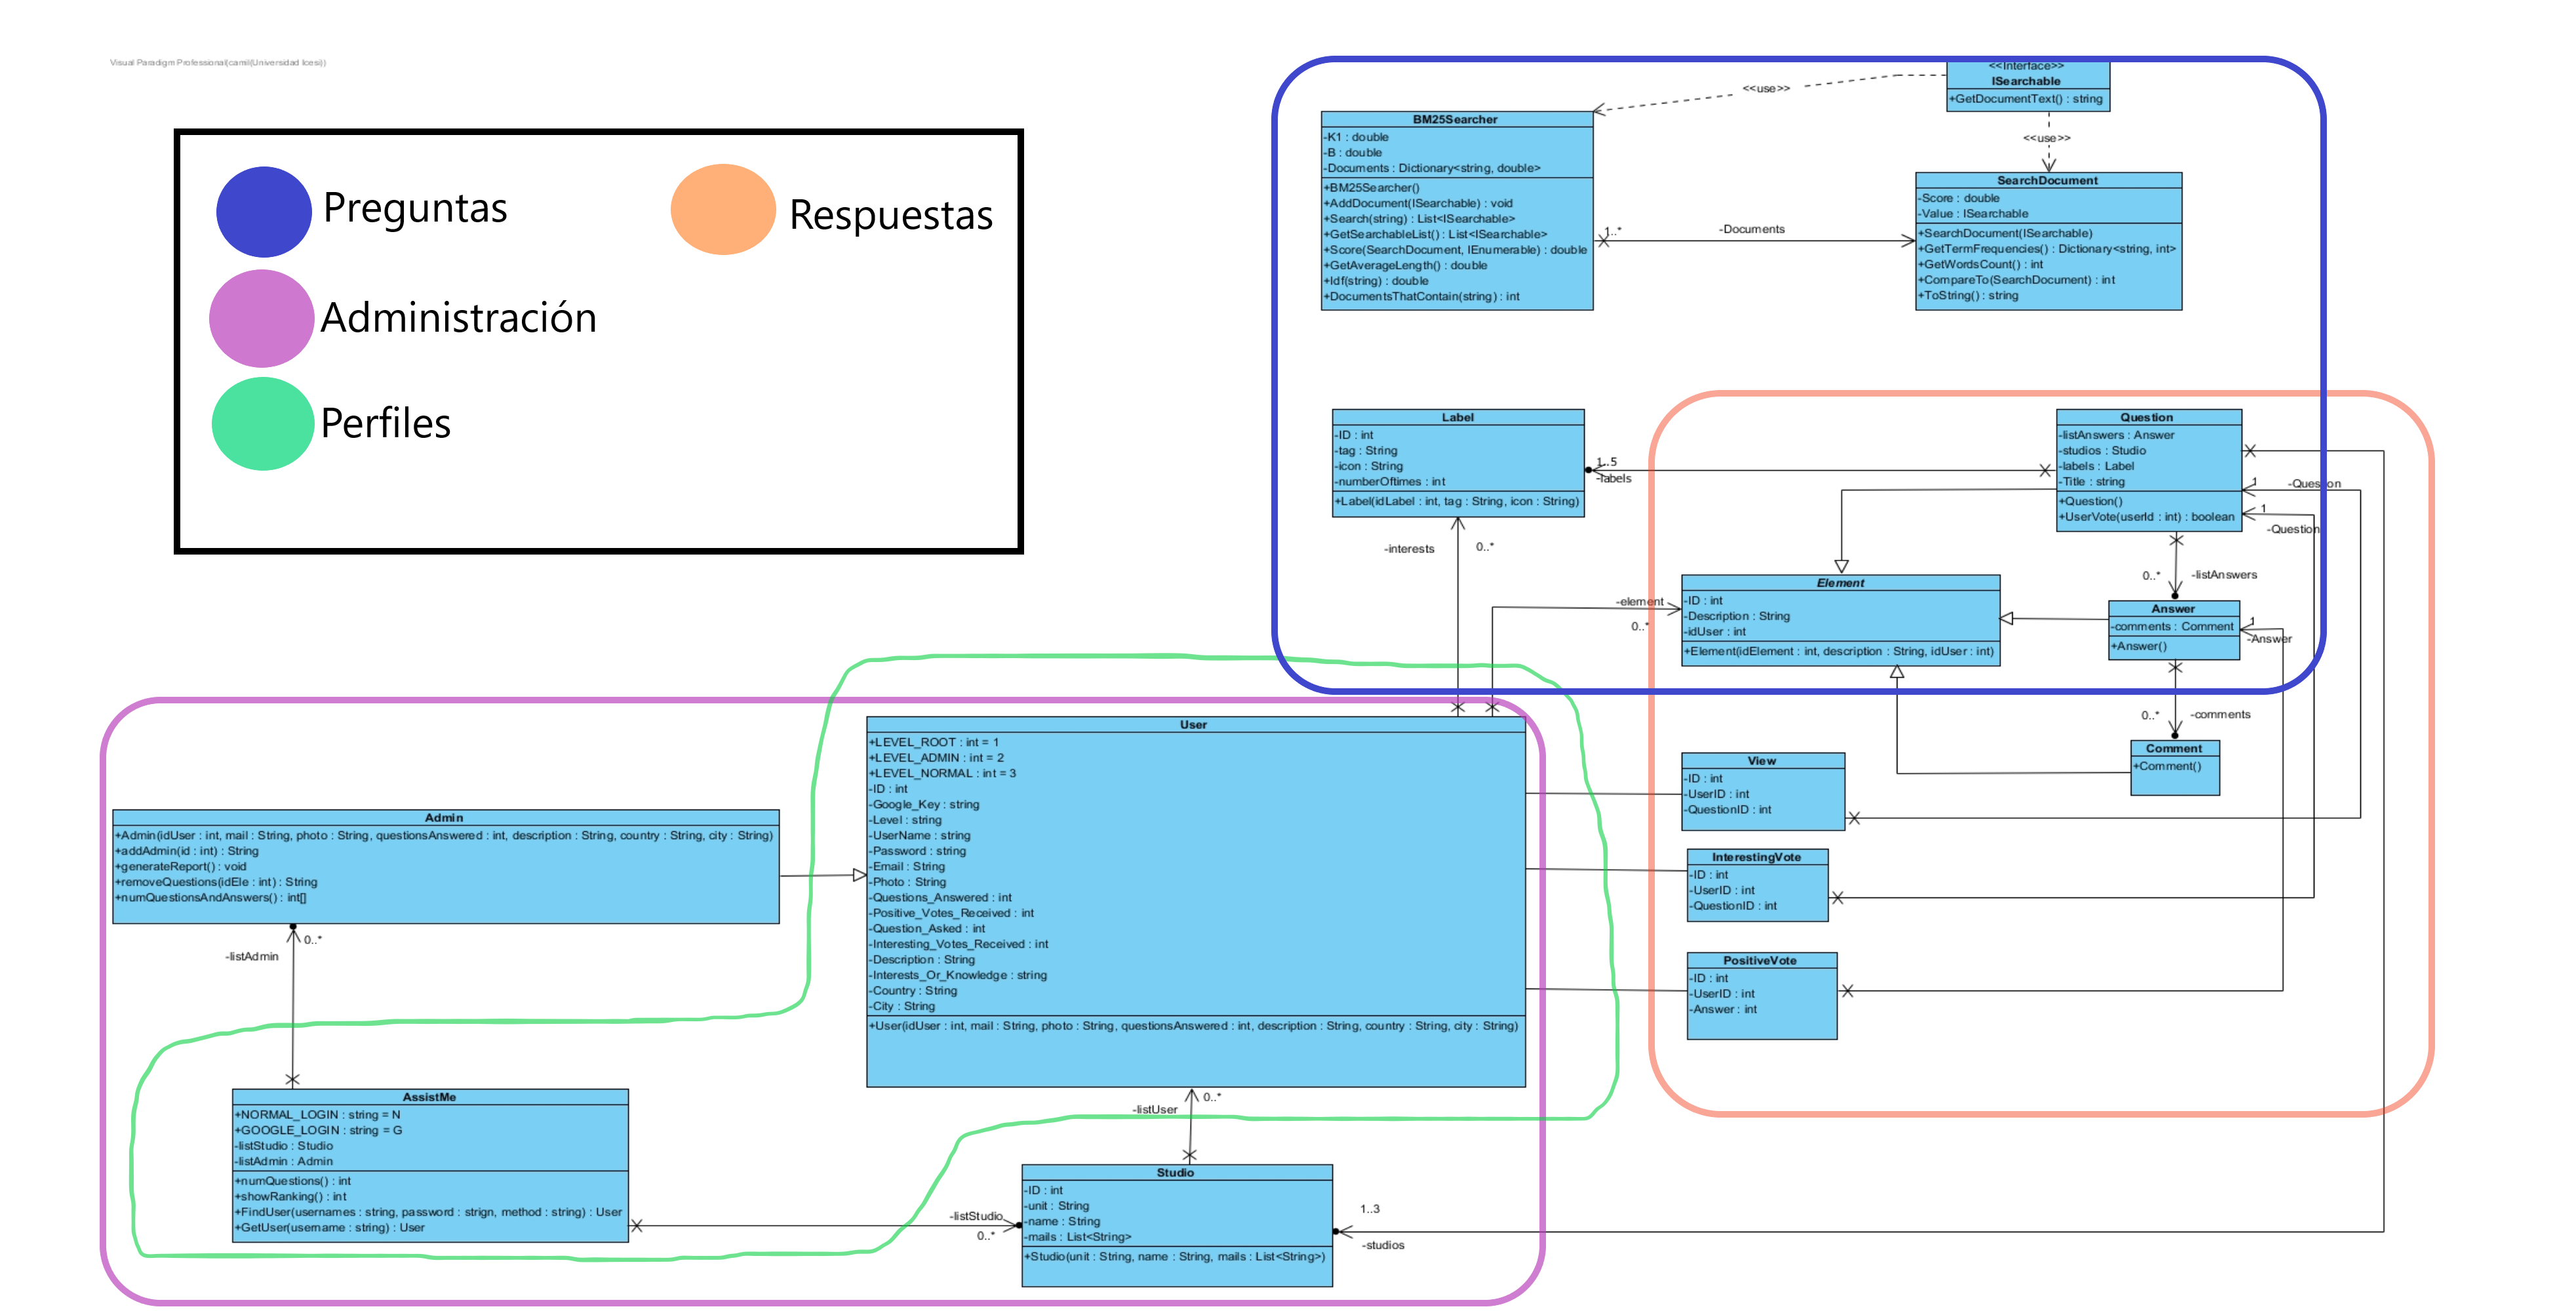 Visual Paradigm Professional(camil(Universidad Icesi))
Preguntas
Respuestas
Administración
Perfiles
<<Interface>>
ISearchable
+GetDocumentText() : string
<<use>>
<<use>>
BM25Searcher
-K1 : double
-B : double
-Documents : Dictionary<string, double>
+BM25Searcher()
+AddDocument(ISearchable) : void
+Search(string) : List<ISearchable>
+GetSearchableList() : List<ISearchable>
+Score(SearchDocument, IEnumerable) : double
+GetAverageLength() : double
+Idf(string) : double
+DocumentsThatContain(string) : int
1..*
-Documents
SearchDocument
-Score : double
-Value : ISearchable
+SearchDocument(ISearchable)
+GetTermFrequencies() : Dictionary<string, int>
+GetWordsCount() : int
+CompareTo(SearchDocument) : int
+ToString() : string
Label
-ID : int
-tag : String
-icon : String
-numberOftimes : int
+Label(idLabel : int, tag : String, icon : String)
1..5
-labels
Question
-listAnswers : Answer
-studios : Studio
-labels : Label
-Title : string
+Question()
+UserVote(userId : int) : boolean
1
-Question
1
-Question
-interests
0..*
0..*
-listAnswers
-element
0..*
Element
-ID : int
-Description : String
-idUser : int
+Element(idElement : int, description : String, idUser : int)
Answer
-comments : Comment
+Answer()
1
-Answer
0..*
-comments
Comment
+Comment()
User
+LEVEL_ROOT : int = 1
+LEVEL_ADMIN : int = 2
+LEVEL_NORMAL : int = 3
-ID : int
-Google_Key : string
-Level : string
-UserName : string
-Password : string
-Email : String
-Photo : String
-Questions_Answered : int
-Positive_Votes_Received : int
-Question_Asked : int
-Interesting_Votes_Received : int
-Description : String
-Interests_Or_Knowledge : string
-Country : String
-City : String
+User(idUser : int, mail : String, photo : String, questionsAnswered : int, description : String, country : String, city : String)
View
-ID : int
-UserID : int
-QuestionID : int
InterestingVote
-ID : int
-UserID : int
-QuestionID : int
PositiveVote
-ID : int
-UserID : int
-Answer : int
Admin
+Admin(idUser : int, mail : String, photo : String, questionsAnswered : int, description : String, country : String, city : String)
+addAdmin(id : int) : String
+generateReport() : void
+removeQuestions(idEle : int) : String
+numQuestionsAndAnswers() : int[]
0..*
-listAdmin
AssistMe
+NORMAL_LOGIN : string = N
+GOOGLE_LOGIN : string = G
-listStudio : Studio
-listAdmin : Admin
+numQuestions() : int
+showRanking() : int
+FindUser(usernames : string, password : strign, method : string) : User
+GetUser(username : string) : User
-listUser
0..*
-listStudio
0..*
Studio
-ID : int
-unit : String
-name : String
-mails : List<String>
+Studio(unit : String, name : String, mails : List<String>)
1..3
-studios